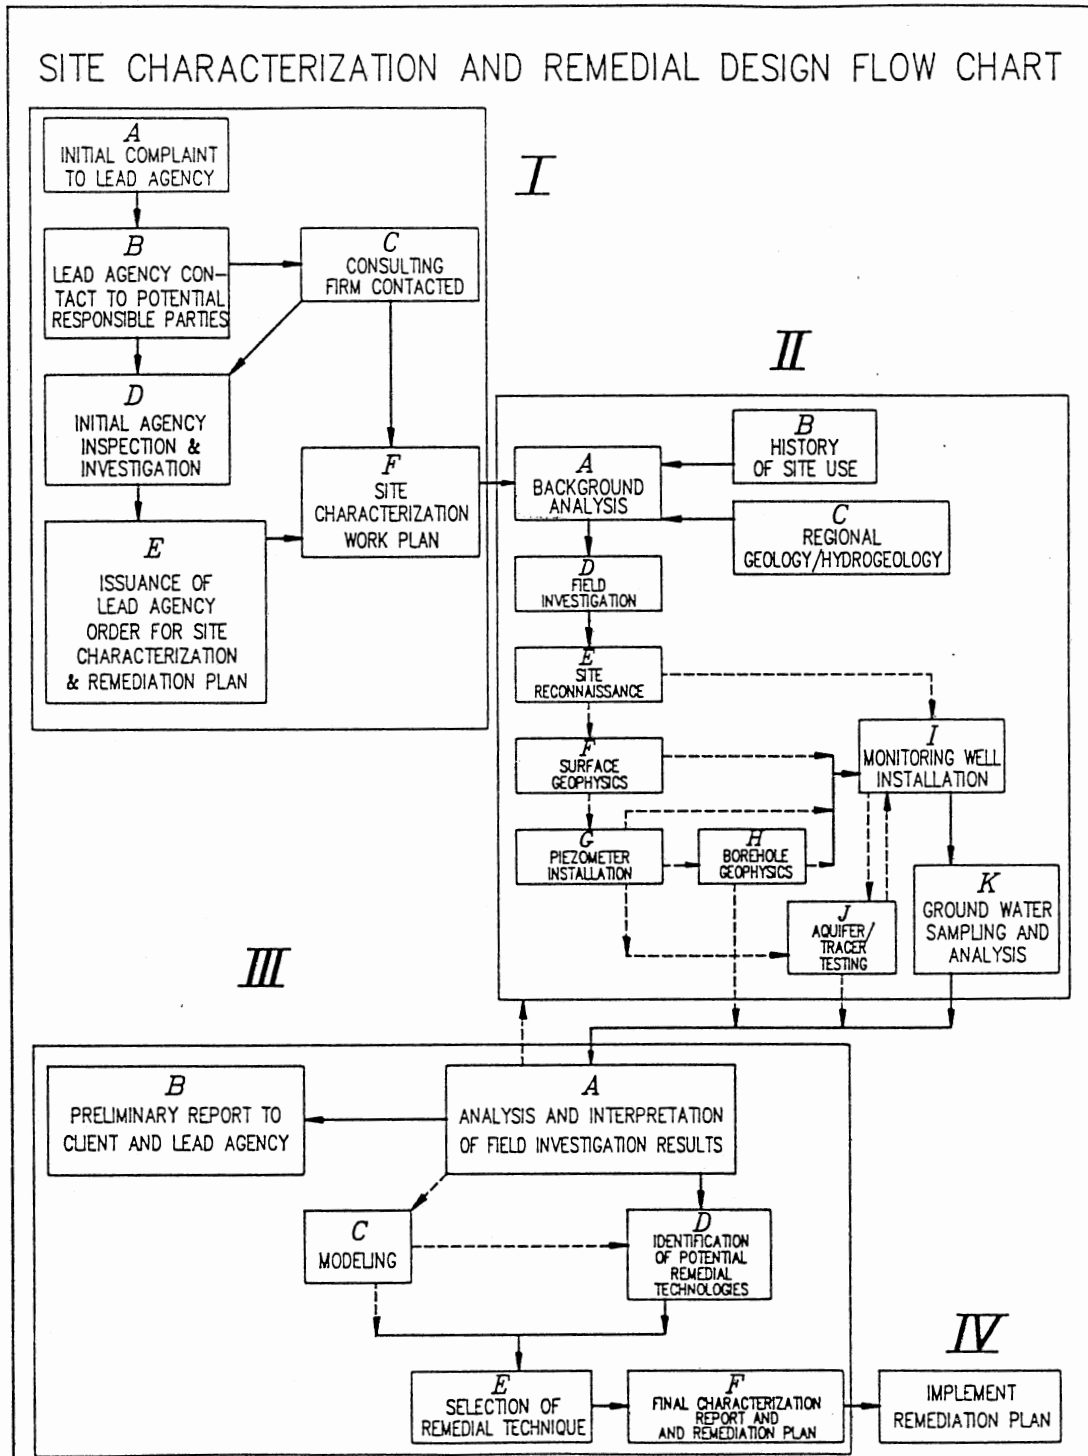 SITE CHARACTERIZATION AND REMEDIAL DESIGN FLOW CHART
I
A
INITIAL COMPLAINT
TO LEAD AGENCY
B
LEAD AGENCY CON-
TACT TO POTENTIAL
RESPONSIBLE PARTIES
C
CONSULTING
FIRM CONTACTED
D
INITIAL AGENCY
INSPECTION &
INVESTIGATION
E
ISSUANCE OF
LEAD AGENCY
ORDER FOR SITE
CHARACTERIZATION
& REMEDIATION PLAN
F
SITE
CHARACTERIZATION
WORK PLAN
II
A
BACKGROUND
ANALYSIS
B
HISTORY
OF SITE USE
C
REGIONAL
GEOLOGY/HYDROGEOLOGY
D
FIELD
INVESTIGATION
E
SITE
RECONNAISSANCE
F
SURFACE
GEOPHYSICS
G
PIEZOMETER
INSTALLATION
H
BOREHOLE
GEOPHYSICS
I
MONITORING WELL
INSTALLATION
J
AQUIFER/
TRACER
TESTING
K
GROUND WATER
SAMPLING AND
ANALYSIS
III
A
ANALYSIS AND INTERPRETATION
OF FIELD INVESTIGATION RESULTS
B
PRELIMINARY REPORT TO
CLIENT AND LEAD AGENCY
C
MODELING
D
IDENTIFICATION
OF POTENTIAL
REMEDIAL
TECHNOLOGIES
E
SELECTION OF
REMEDIAL TECHNIQUE
F
FINAL CHARACTERIZATION
REPORT AND
AND REMEDIATION PLAN
IV
IMPLEMENT
REMEDIATION PLAN